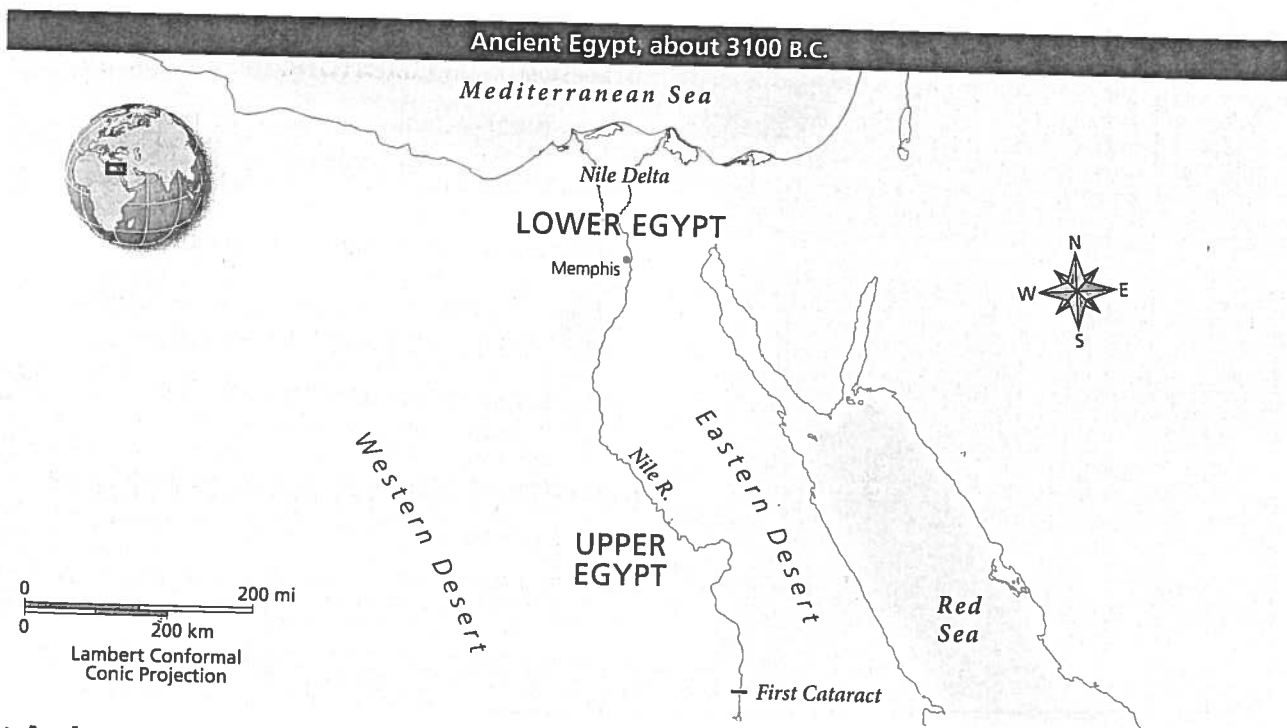 Ancient Egypt, about 3100 B.C.
Mediterranean Sea
Nile Delta
LOWER EGYPT
Memphis
N
W
E
S
Western Desert
Nile R.
Eastern Desert
UPPER
EGYPT
Red
Sea
0
200 mi
0
200 km
Lambert Conformal
Conic Projection
First Cataract